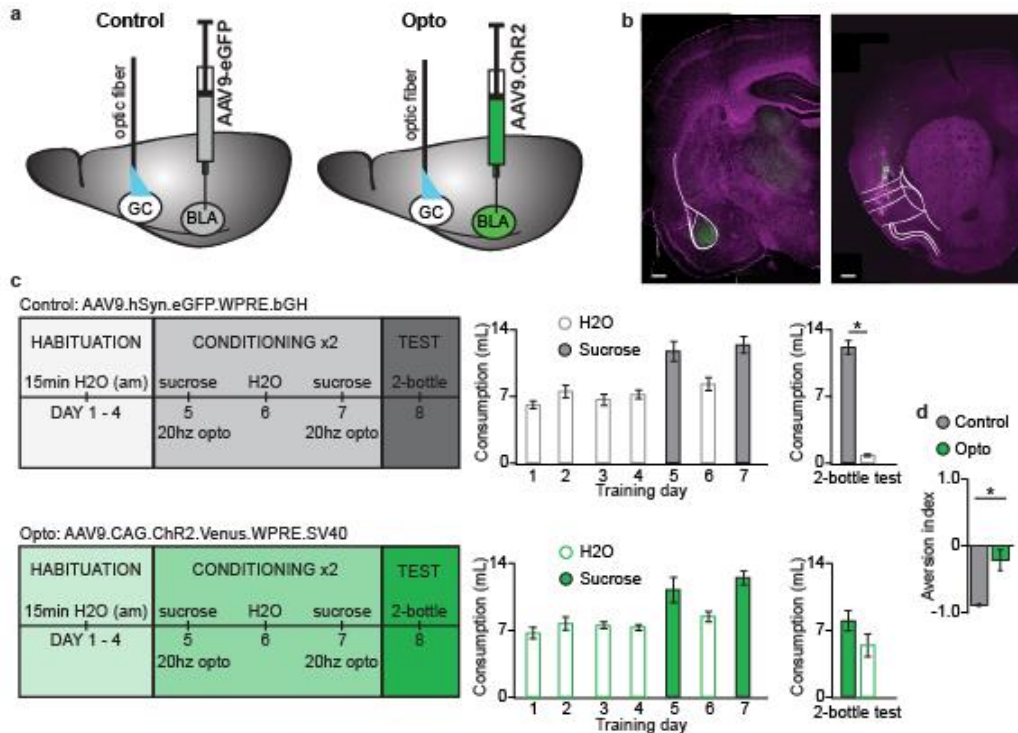 a
Control
Opto
b
optic fiber
AAV9-eGFP
optic fiber
AAV9.ChR2
GC
BLA
GC
BLA
c
Control: AAV9.hSyn.eGFP.WPRE.bGH
HABITUATION
CONDITIONING x2
TEST
15min H2O (am)
sucrose
H2O
sucrose
2-bottle
DAY 1 - 4
5
6
7
8
20hz opto
20hz opto
H2O
Sucrose
Consumption (mL)
14
7
0
1 2 3 4 5 6 7
Training day
Consumption (mL)
14
7
0
*
2-bottle test
d
Control
Opto
Aversion index
1.0
0
-1.0
*
Opto: AAV9.CAG.ChR2.Venus.WPRE.SV40
HABITUATION
CONDITIONING x2
TEST
15min H2O (am)
sucrose
H2O
sucrose
2-bottle
DAY 1 - 4
5
6
7
8
20hz opto
20hz opto
H2O
Sucrose
Consumption (mL)
14
7
0
1 2 3 4 5 6 7
Training day
Consumption (mL)
14
7
0
2-bottle test